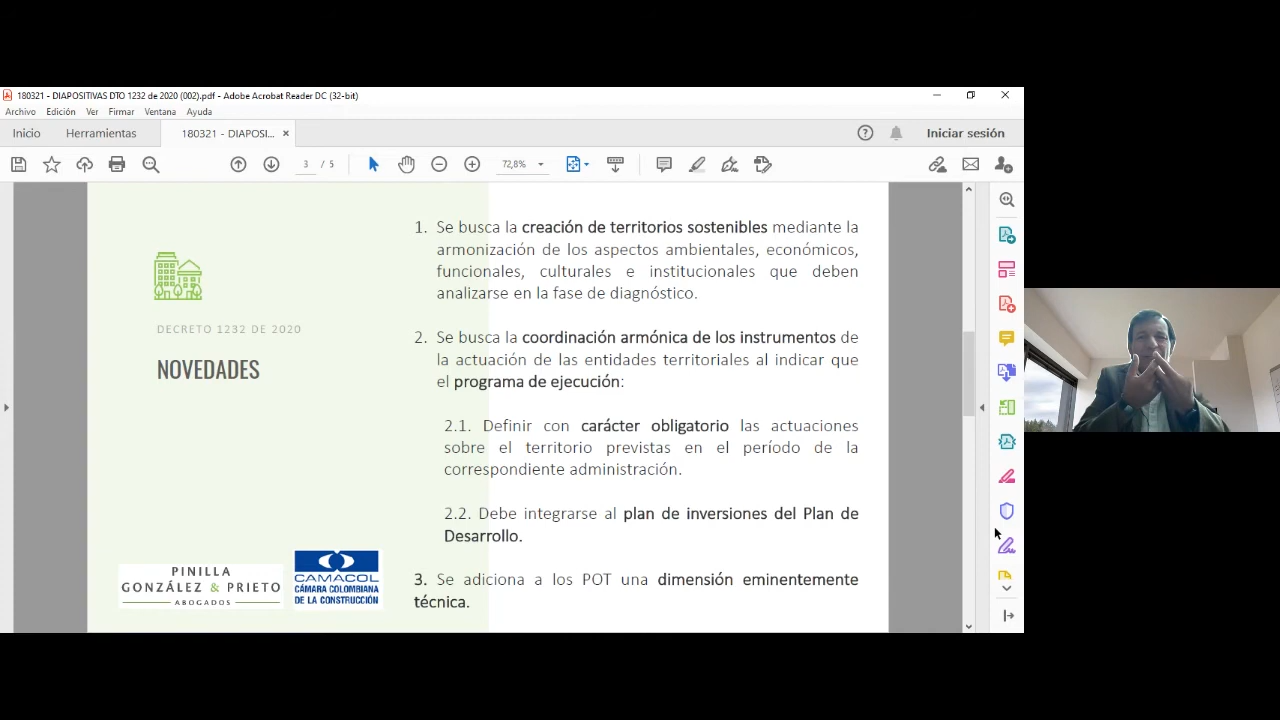 180321 - DIAPOSITIVAS DTO 1232 de 2020 (002).pdf - Adobe Acrobat Reader DC (32-bit)
Archivo Edición Ver Firmar Ventana Ayuda
Inicio Herramientas 180321 - DIAPOSI... × Iniciar sesión
3 / 5 72,8%
DECRETO 1232 DE 2020
NOVEDADES
1. Se busca la creación de territorios sostenibles mediante la
armonización de los aspectos ambientales, económicos,
funcionales, culturales e institucionales que deben
analizarse en la fase de diagnóstico.
2. Se busca la coordinación armónica de los instrumentos de
la actuación de las entidades territoriales al indicar que
el programa de ejecución:
2.1. Definir con carácter obligatorio las actuaciones
sobre el territorio previstas en el período de la
correspondiente administración.
2.2. Debe integrarse al plan de inversiones del Plan de
Desarrollo.
3. Se adiciona a los POT una dimensión eminentemente
técnica.
PINILLA
GONZÁLEZ & PRIETO
ABOGADOS
CAMACOL
CÁMARA COLOMBIANA
DE LA CONSTRUCCIÓN